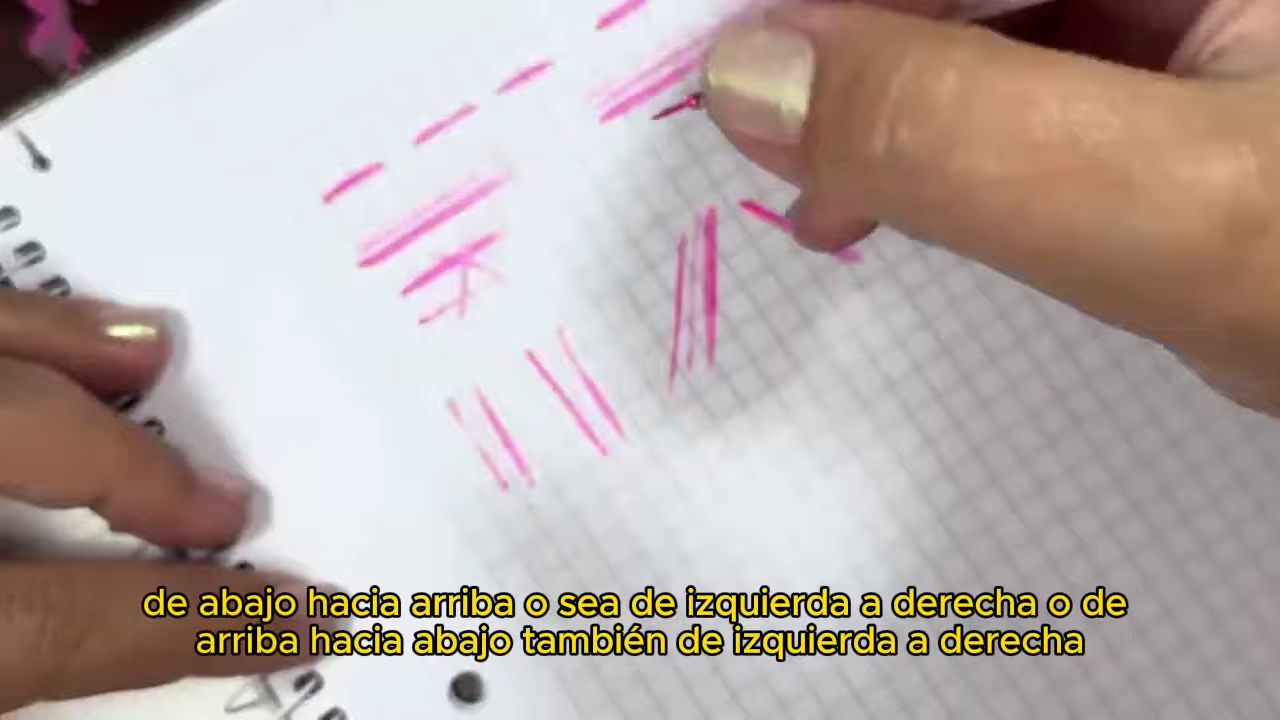 de abajo hacia arriba o sea de izquierda a derecha o de
arriba hacia abajo también de izquierda a derecha